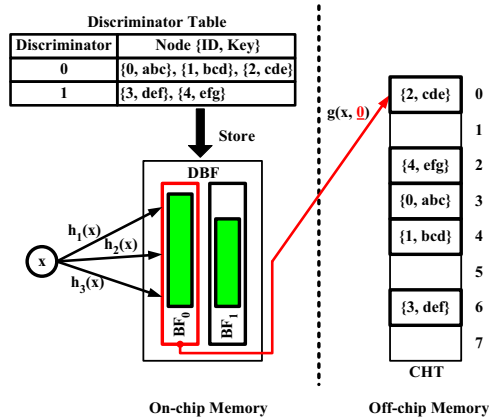 Discriminator Table
Discriminator Node {ID, Key}
0 {0, abc}, {1, bcd}, {2, cde}
1 {3, def}, {4, efg}
Store
DBF
h1(x)
h2(x)
h3(x)
x
BF0
BF1
g(x, 0)
{2, cde} 0
1
{4, efg} 2
{0, abc} 3
{1, bcd} 4
5
{3, def} 6
7
CHT
On-chip Memory
Off-chip Memory